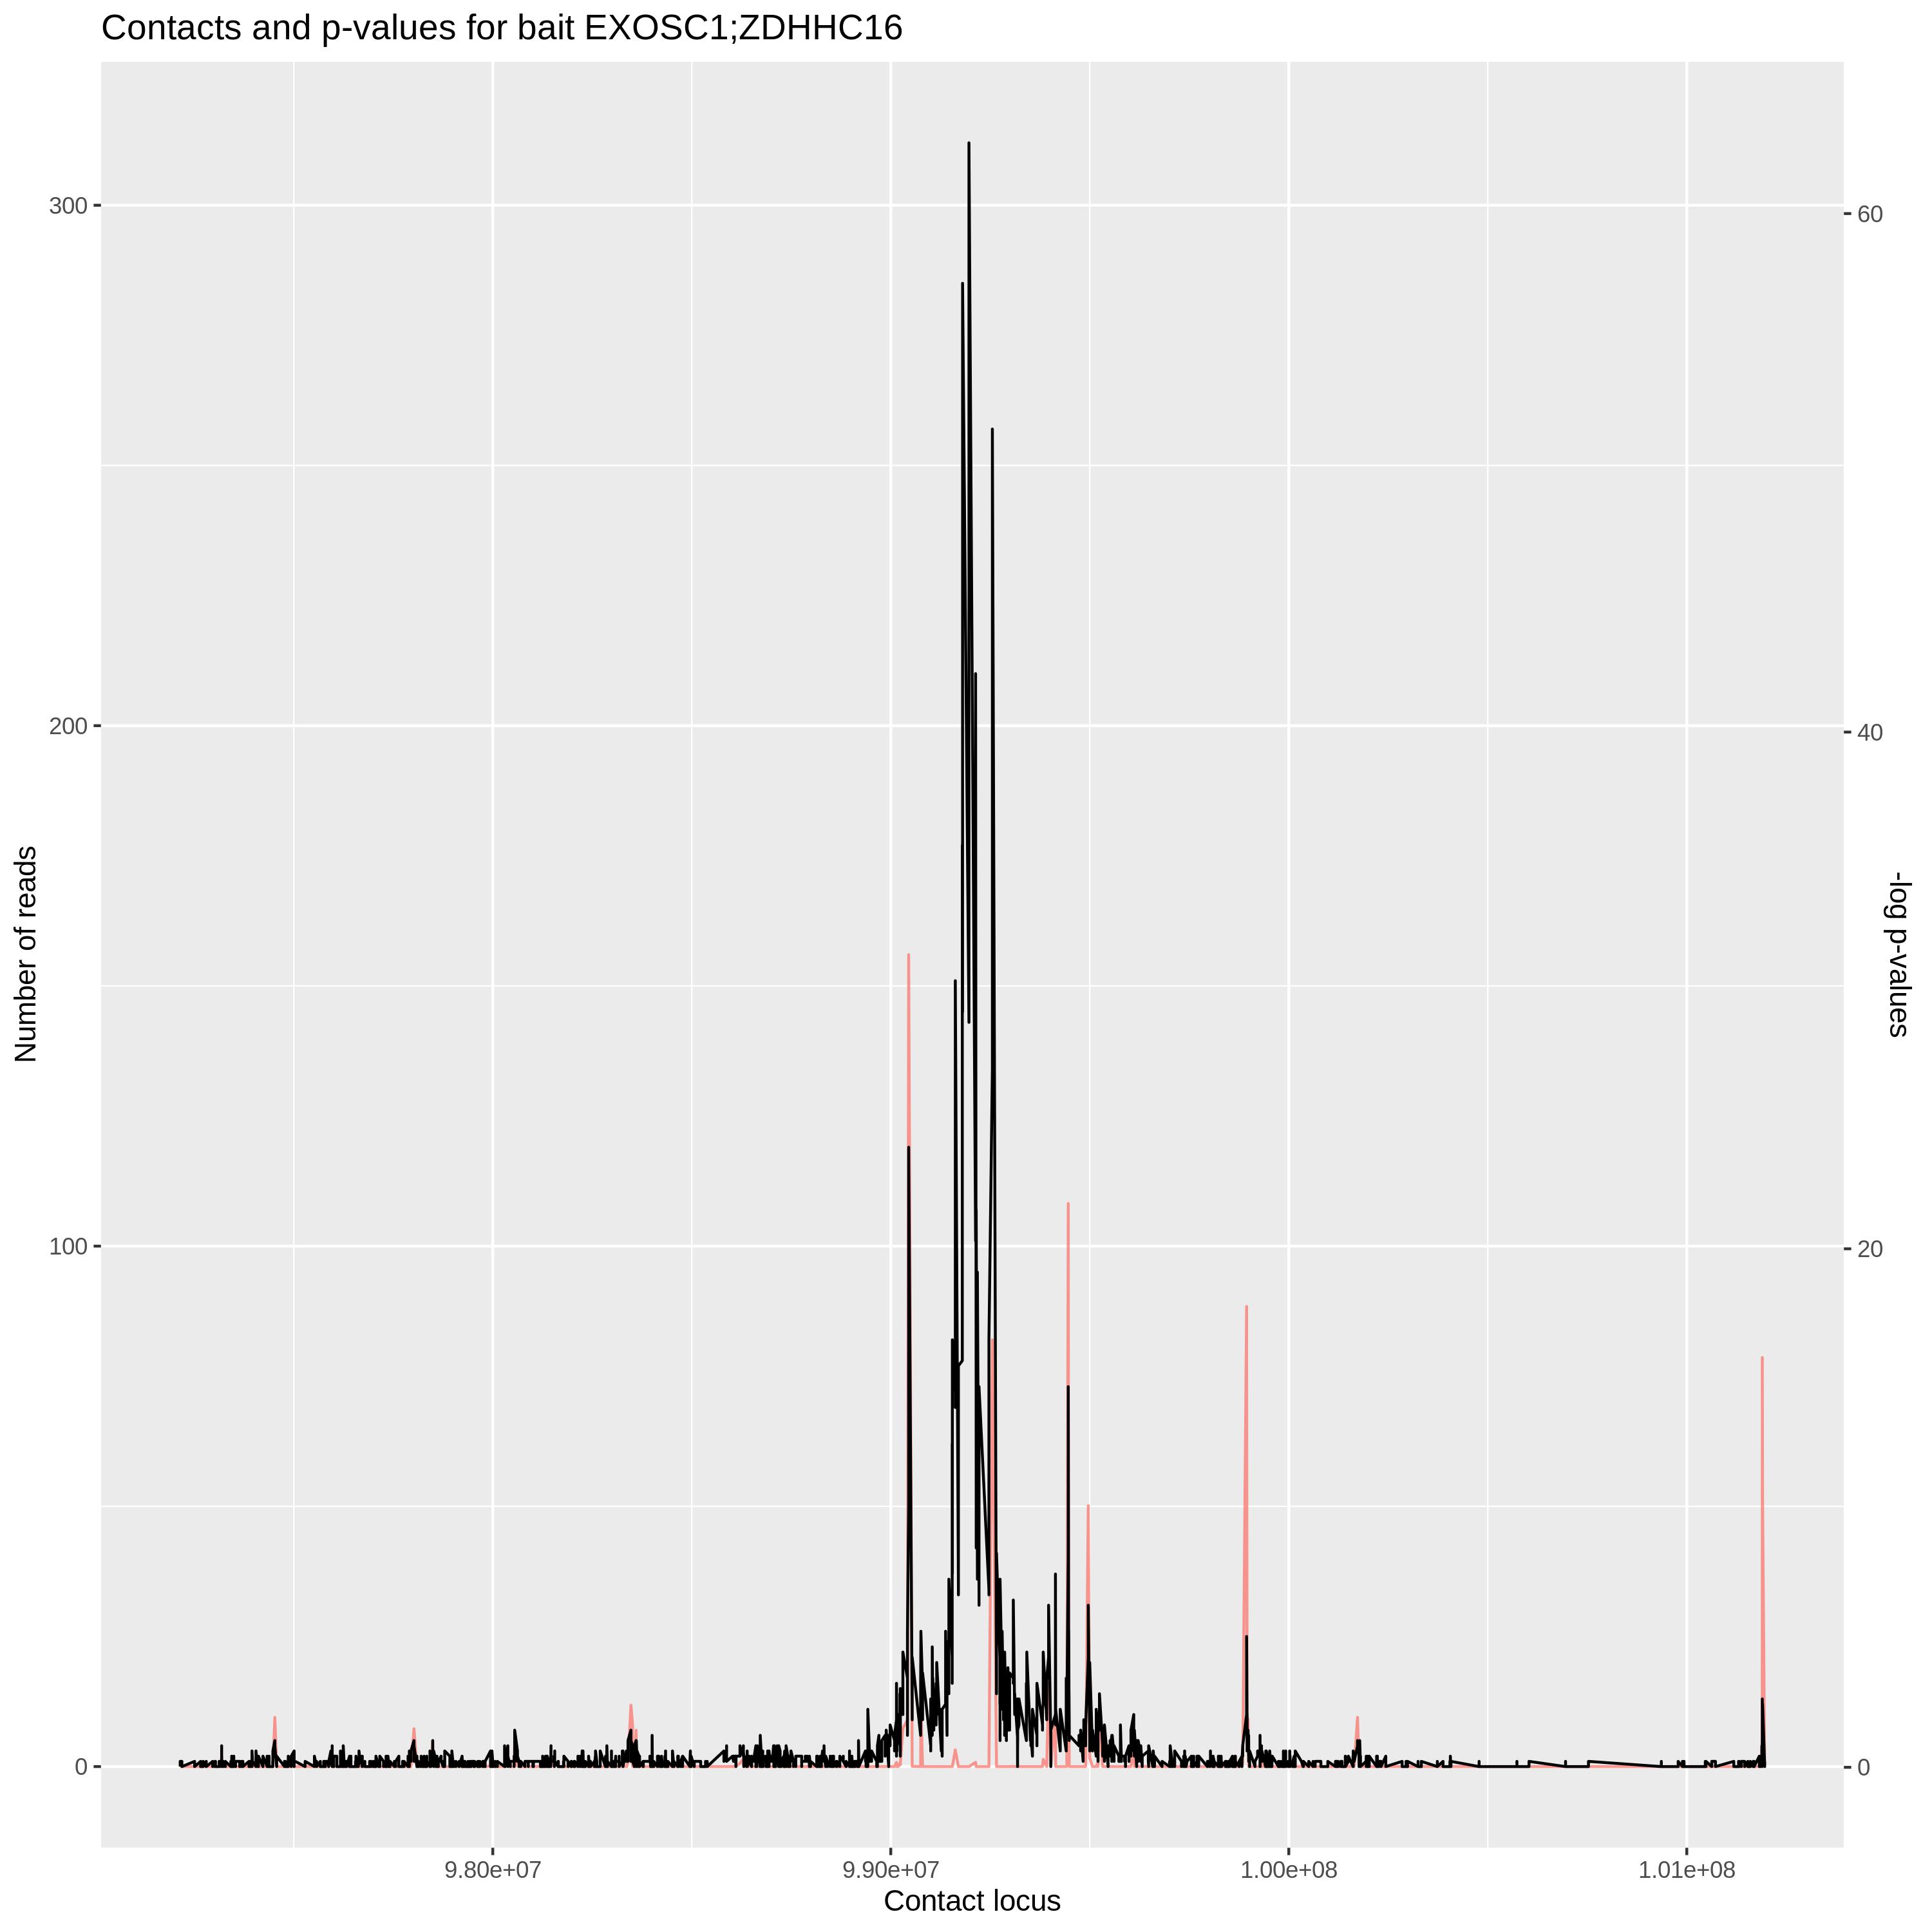 Contacts and p-values for bait EXOSC1;ZDHHC16
300
200
100
0
60
40
20
0
Number of reads
-log p-values
9.80e+07
9.90e+07
1.00e+08
1.01e+08
Contact locus